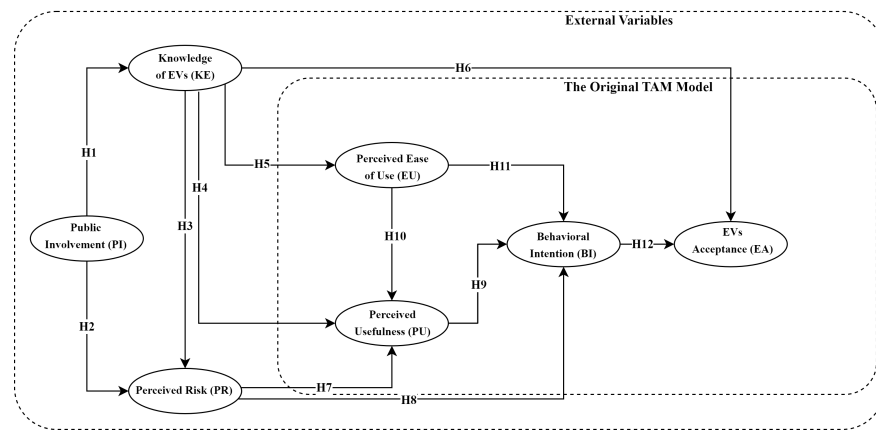 External Variables
Knowledge
of EVs (KE)
H6
The Original TAM Model
H1
H5
Perceived Ease
of Use (EU)
H11
H4
H3
Public
Involvement (PI)
H10
Behavioral
Intention (BI)
H12
EVs
Acceptance (EA)
H9
Perceived
Usefulness (PU)
H2
Perceived Risk (PR)
H7
H8